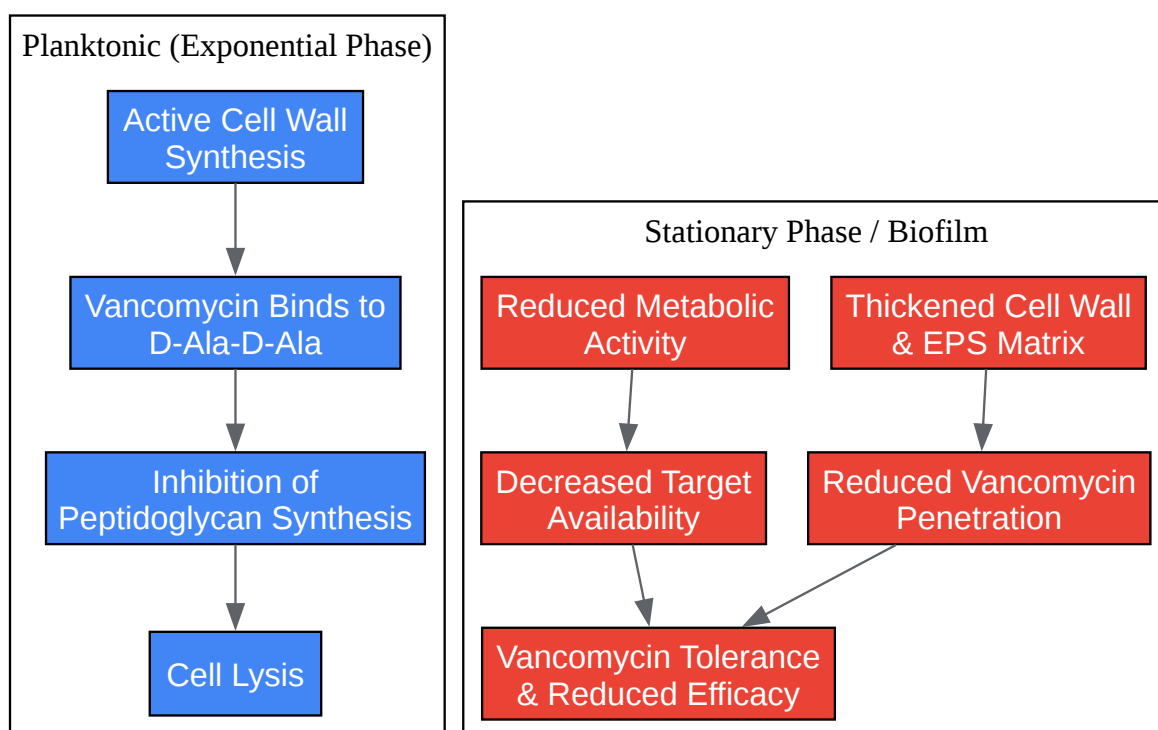 Planktonic (Exponential Phase)
Active Cell Wall
Synthesis
Vancomycin Binds to
D-Ala-D-Ala
Inhibition of
Peptidoglycan Synthesis
Cell Lysis
Stationary Phase / Biofilm
Reduced Metabolic
Activity
Thickened Cell Wall
& EPS Matrix
Decreased Target
Availability
Reduced Vancomycin
Penetration
Vancomycin Tolerance
& Reduced Efficacy